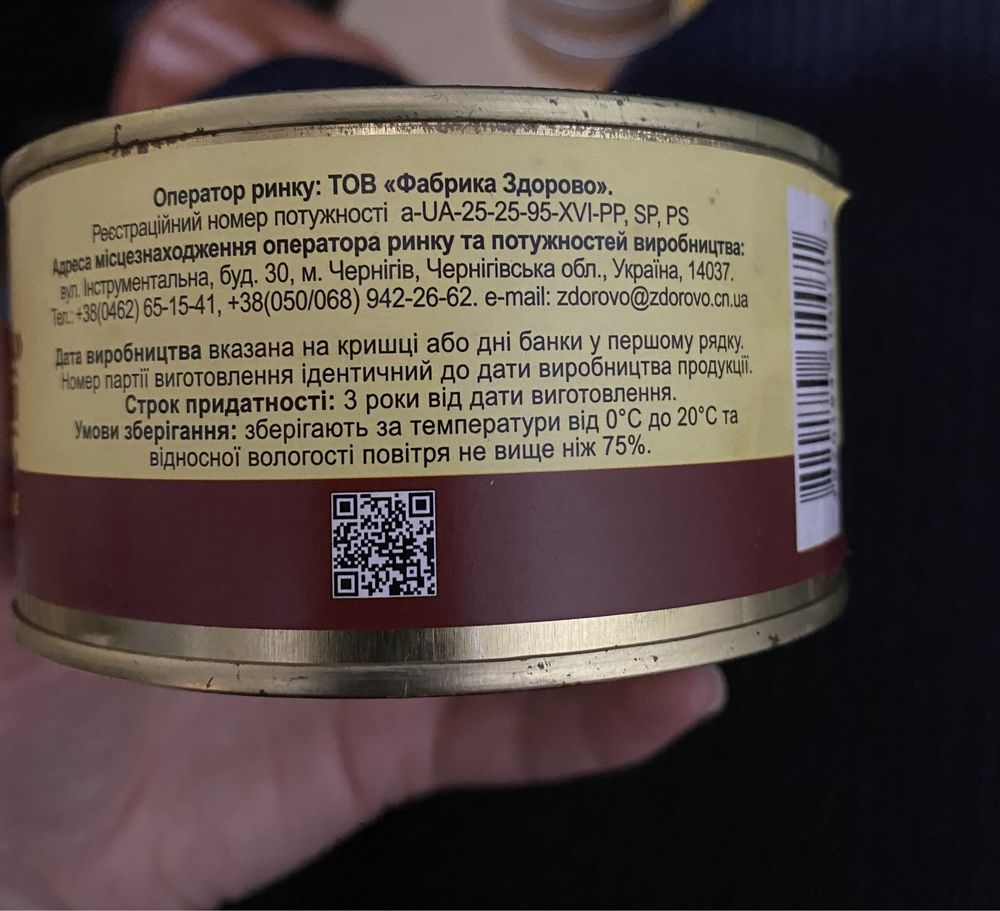 Оператор ринку: ТОВ «Фабрика Здорово».
Реєстраційний номер потужності a-UA-25-25-95-XVI-PP, SP, PS
Адреса місцезнаходження оператора ринку та потужностей виробництва:
вул. Інструментальна, буд. 30, м. Чернігів, Чернігівська обл., Україна, 14037.
Тел.: +38(0462) 65-15-41, +38(050/068) 942-26-62. e-mail: zdorovo@zdorovo.cn.ua
Дата виробництва вказана на кришці або дні банки у першому рядку.
Номер партії виготовлення ідентичний до дати виробництва продукції.
Строк придатності: 3 роки від дати виготовлення.
Умови зберігання: зберігають за температури від 0°C до 20°C та
відносної вологості повітря не вище ніж 75%.